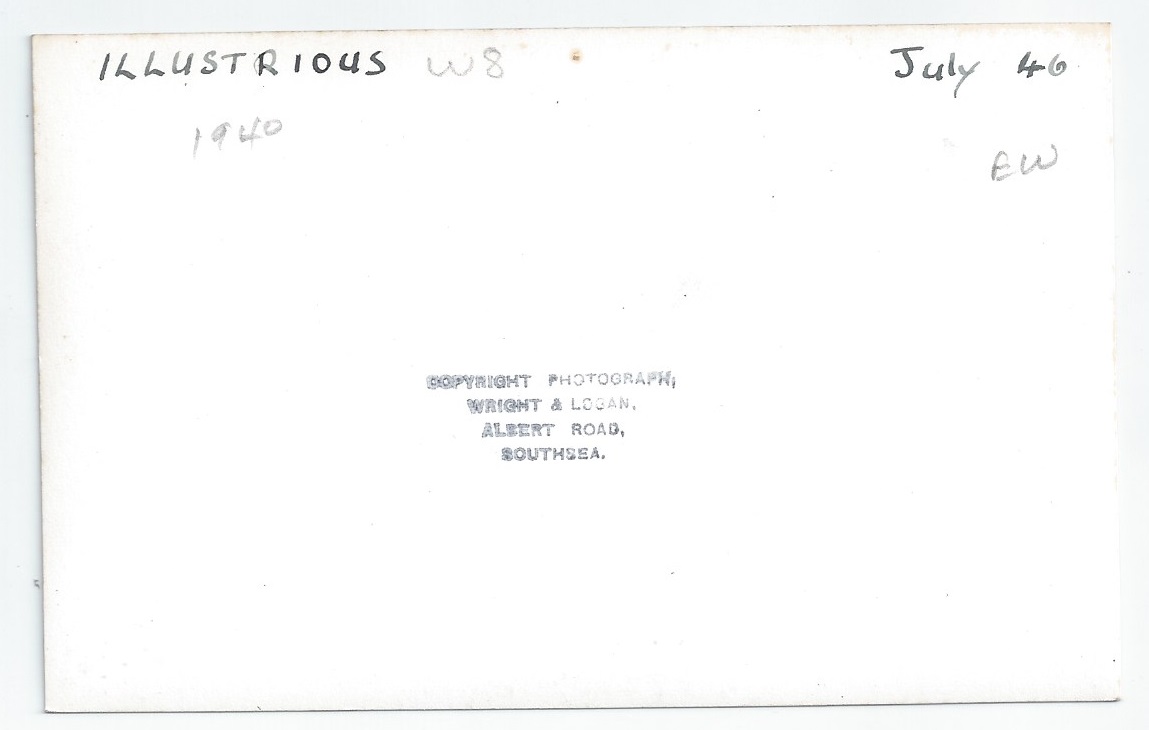 ILLUSTRIOUS W8 July 46
1940
EW
COPYRIGHT PHOTOGRAPH,
WRIGHT & LOGAN,
ALBERT ROAD,
SOUTHSEA.